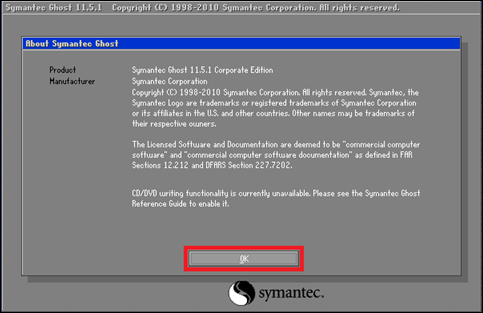 Symantec Ghost 11.5.1 Copyright (C) 1998-2010 Symantec Corporation. All rights reserved.
About Symantec Ghost
Product Symantec Ghost 11.5.1 Corporate Edition
Manufacturer Symantec Corporation
Copyright (C) 1998-2010 Symantec Corporation. All rights reserved. Symantec, the
Symantec Logo are trademarks or registered trademarks of Symantec Corporation
or its affiliates in the U.S. and other countries. Other names may be trademarks of
their respective owners.
The Licensed Software and Documentation are deemed to be "commercial computer
software" and "commercial computer software documentation" as defined in FAR
Sections 12.212 and DFARS Section 227.7202.
CD/DVD writing functionality is currently unavailable. Please see the Symantec Ghost
Reference Guide to enable it.
OK
symantec.